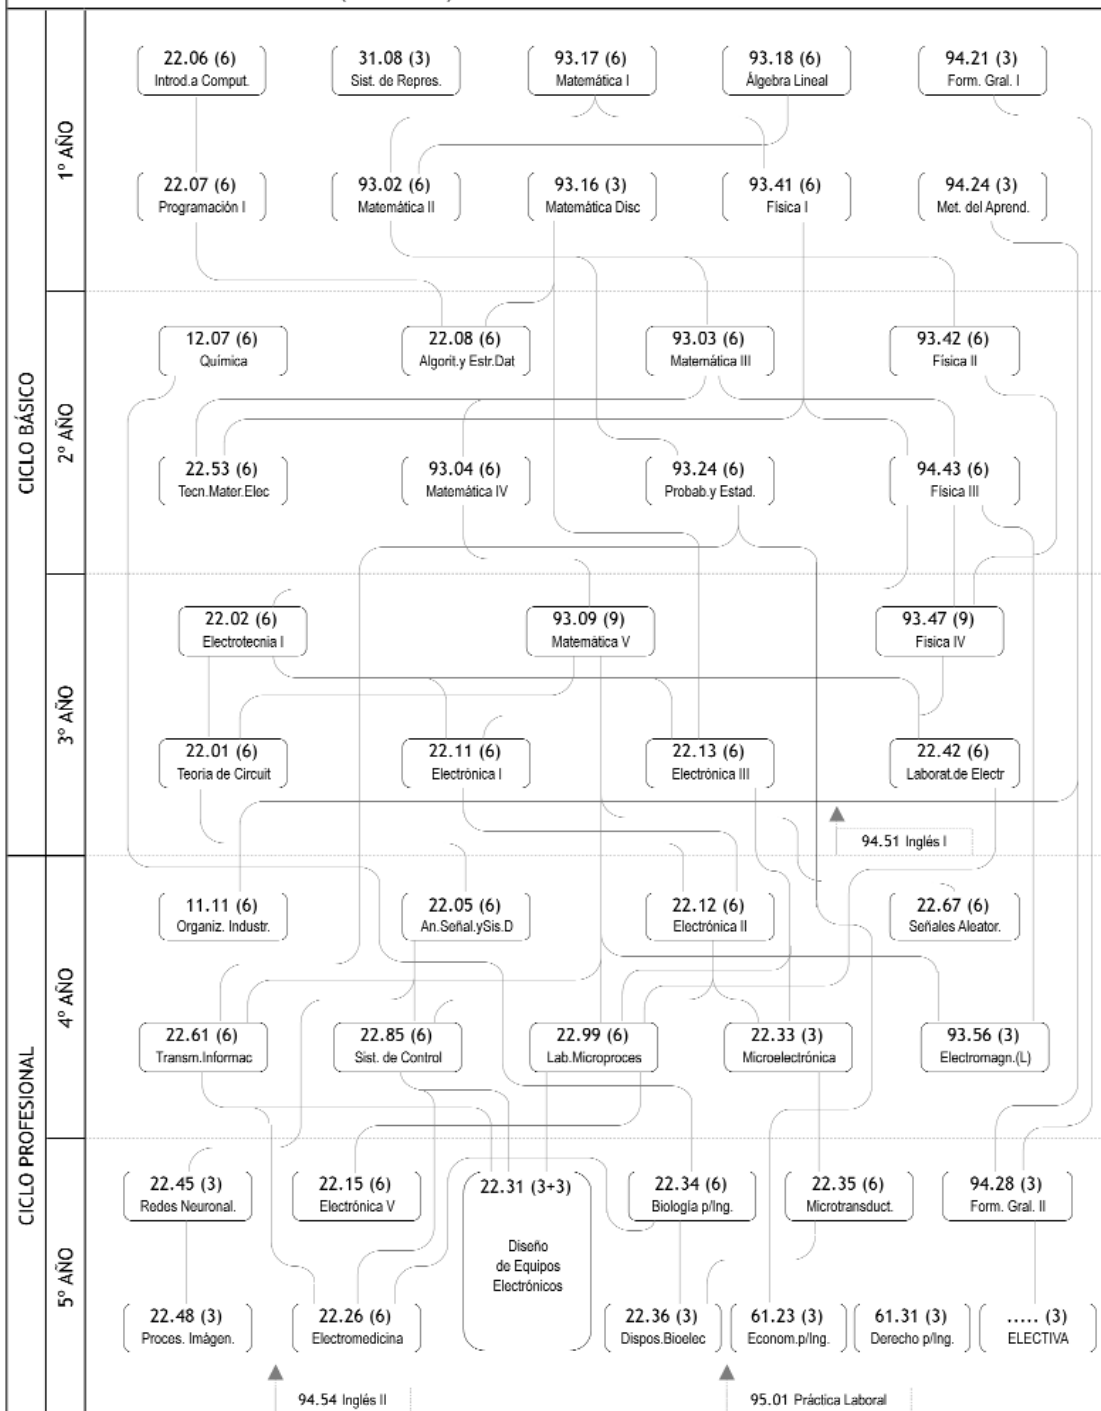 CICLO BÁSICO
CICLO PROFESIONAL
1º AÑO
22.06 (6)
Introd.a Comput.
31.08 (3)
Sist. de Repres.
93.17 (6)
Matemática I
93.18 (6)
Álgebra Lineal
94.21 (3)
Form. Gral. I
22.07 (6)
Programación I
93.02 (6)
Matemática II
93.16 (3)
Matemática Disc
93.41 (6)
Física I
94.24 (3)
Met. del Aprend.
2º AÑO
12.07 (6)
Química
22.08 (6)
Algorit.y Estr.Dat
93.03 (6)
Matemática III
93.42 (6)
Física II
22.53 (6)
Tecn.Mater.Elec
93.04 (6)
Matemática IV
93.24 (6)
Probab.y Estad.
94.43 (6)
Física III
3º AÑO
22.02 (6)
Electrotecnia I
93.09 (9)
Matemática V
93.47 (9)
Física IV
22.01 (6)
Teoría de Circuit
22.11 (6)
Electrónica I
22.13 (6)
Electrónica III
22.42 (6)
Laborat.de Electr
94.51 Inglés I
4º AÑO
11.11 (6)
Organiz. Industr.
22.05 (6)
An.Señal.ySis.D
22.12 (6)
Electrónica II
22.67 (6)
Señales Aleator.
22.61 (6)
Transm.Informac
22.85 (6)
Sist. de Control
22.99 (6)
Lab.Microproces
22.33 (3)
Microelectrónica
93.56 (3)
Electromagn.(L)
5º AÑO
22.45 (3)
Redes Neuronal.
22.15 (6)
Electrónica V
22.31 (3+3)
Diseño
de Equipos
Electrónicos
22.34 (6)
Biología p/Ing.
22.35 (6)
Microtransduct.
94.28 (3)
Form. Gral. II
22.48 (3)
Proces. Imágen.
22.26 (6)
Electromedicina
22.36 (3)
Dispos.Bioelec
61.23 (3)
Econom.p/Ing.
61.31 (3)
Derecho p/Ing.
..... (3)
ELECTIVA
94.54 Inglés II
95.01 Práctica Laboral